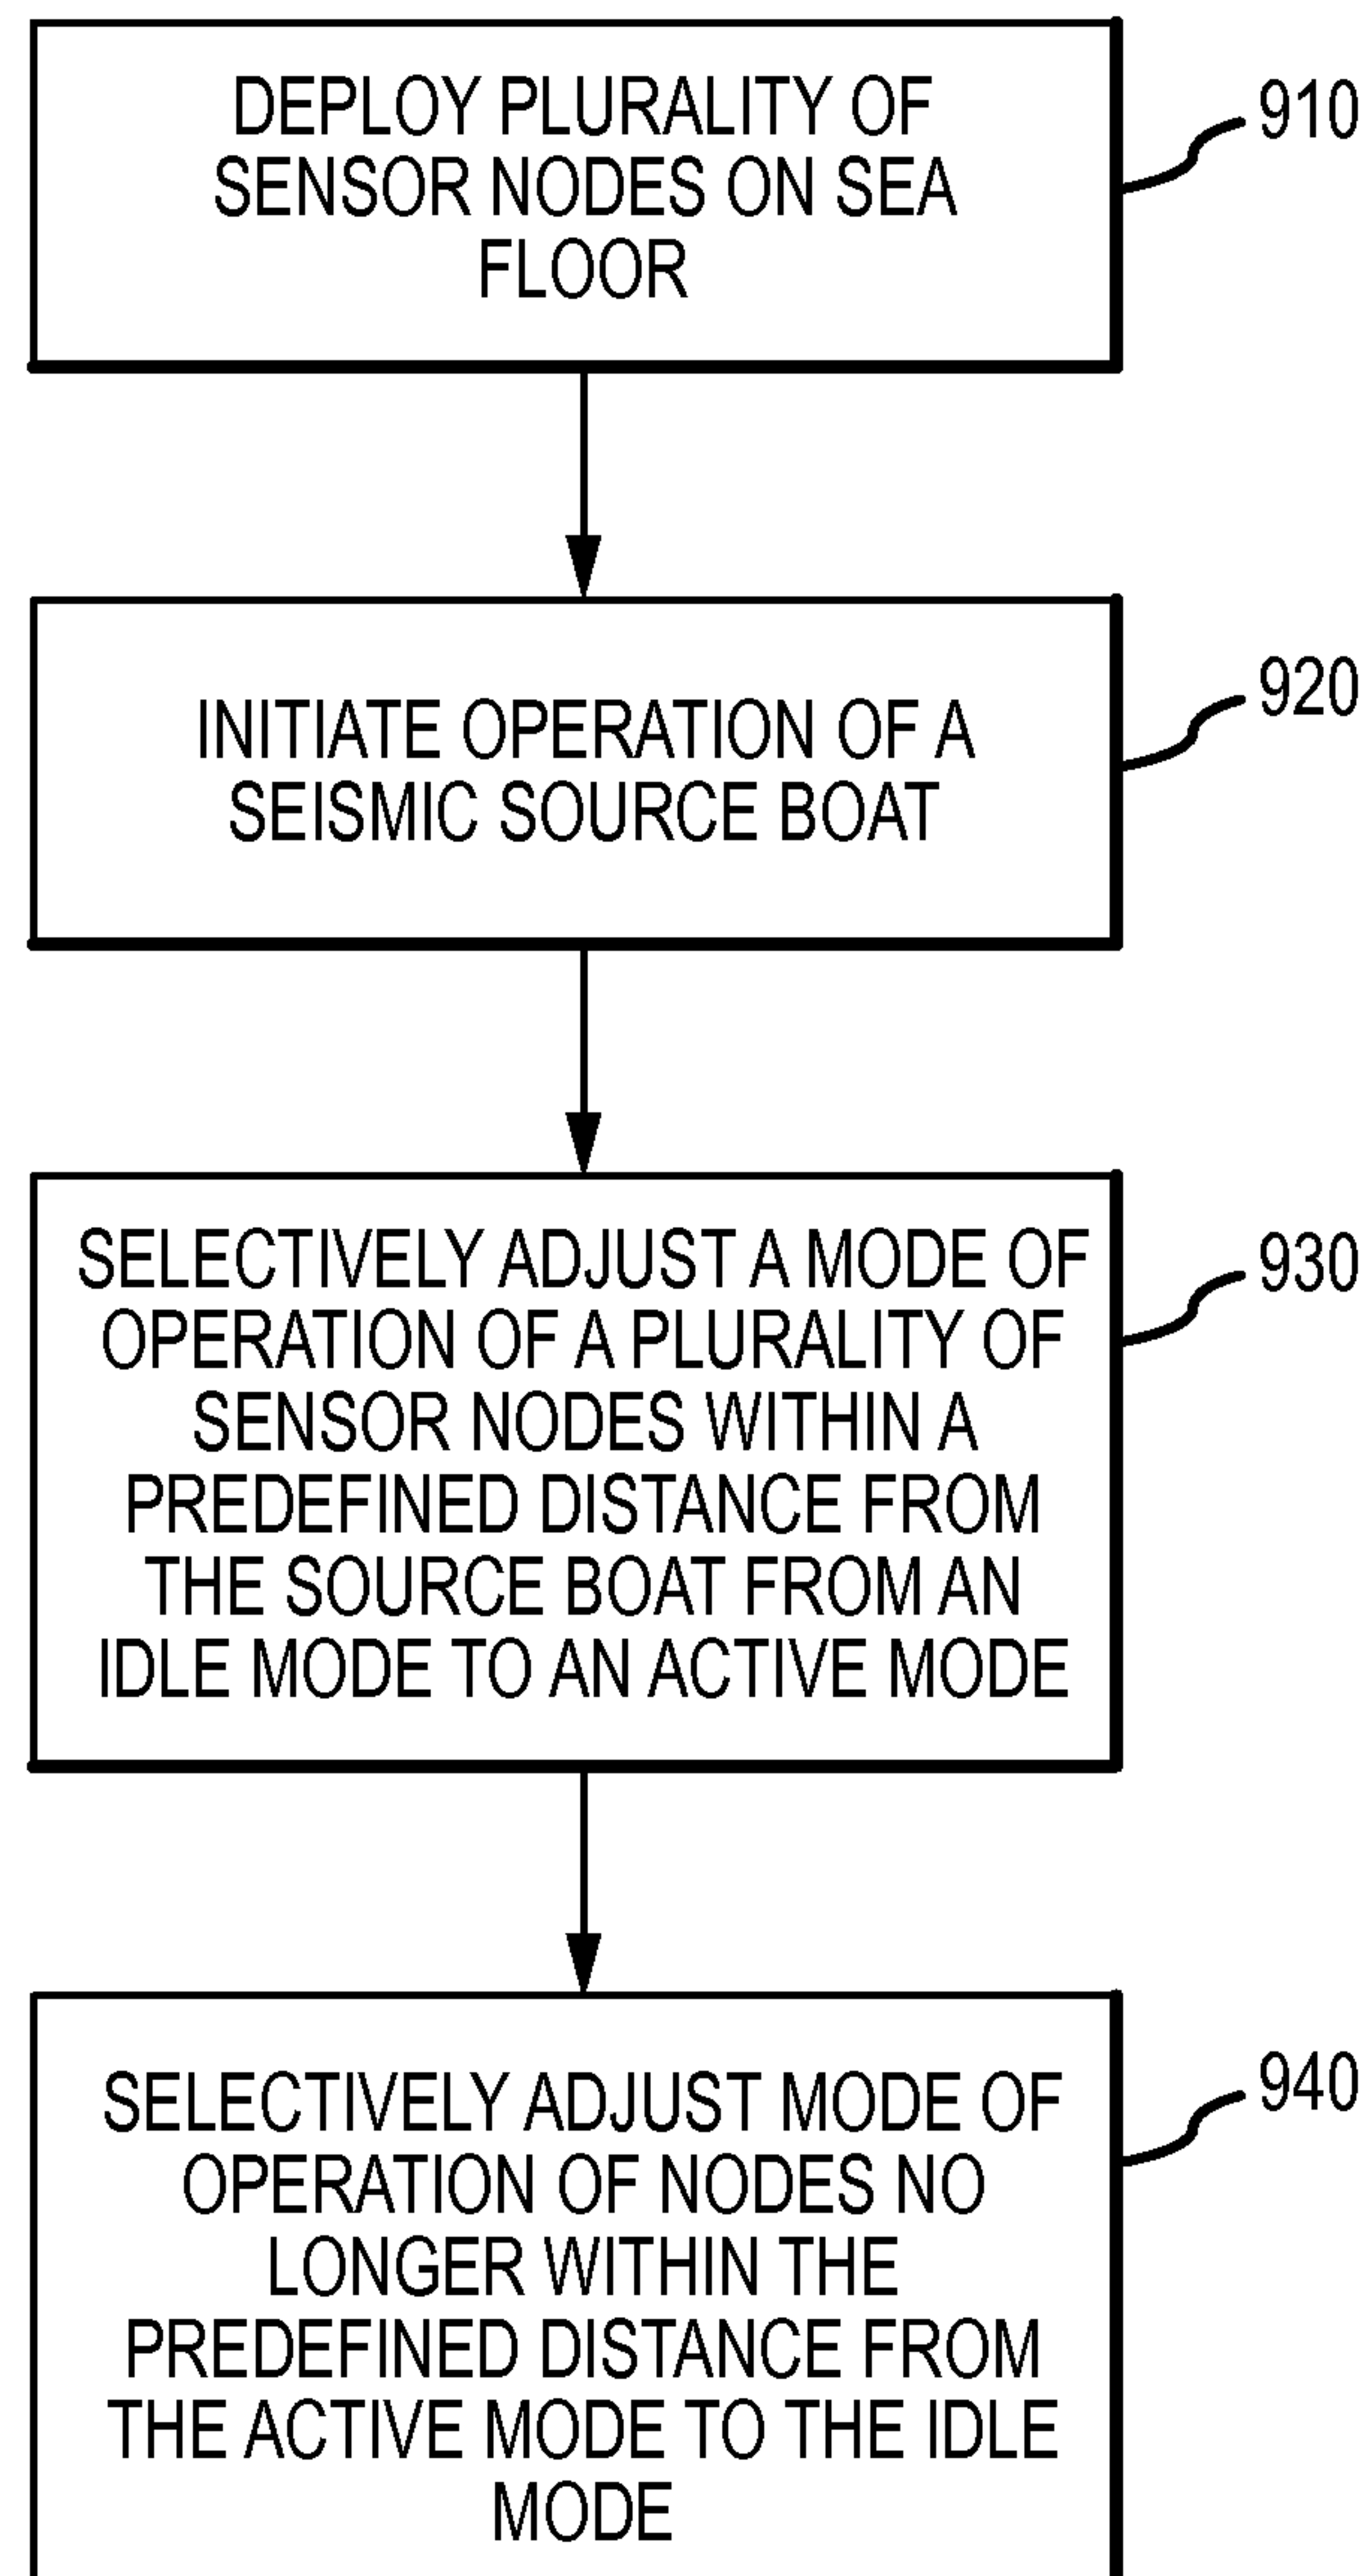 DEPLOY PLURALITY OF
SENSOR NODES ON SEA
FLOOR
910
INITIATE OPERATION OF A
SEISMIC SOURCE BOAT
920
SELECTIVELY ADJUST A MODE OF
OPERATION OF A PLURALITY OF
SENSOR NODES WITHIN A
PREDEFINED DISTANCE FROM
THE SOURCE BOAT FROM AN
IDLE MODE TO AN ACTIVE MODE
930
SELECTIVELY ADJUST MODE OF
OPERATION OF NODES NO
LONGER WITHIN THE
PREDEFINED DISTANCE FROM
THE ACTIVE MODE TO THE IDLE
MODE
940